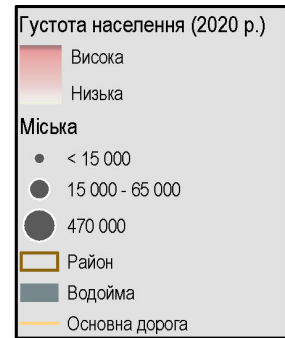 Густота населення (2020 р.)
Висока
Низька
Міська
< 15 000
15 000 - 65 000
470 000
Район
Водойма
Основна дорога